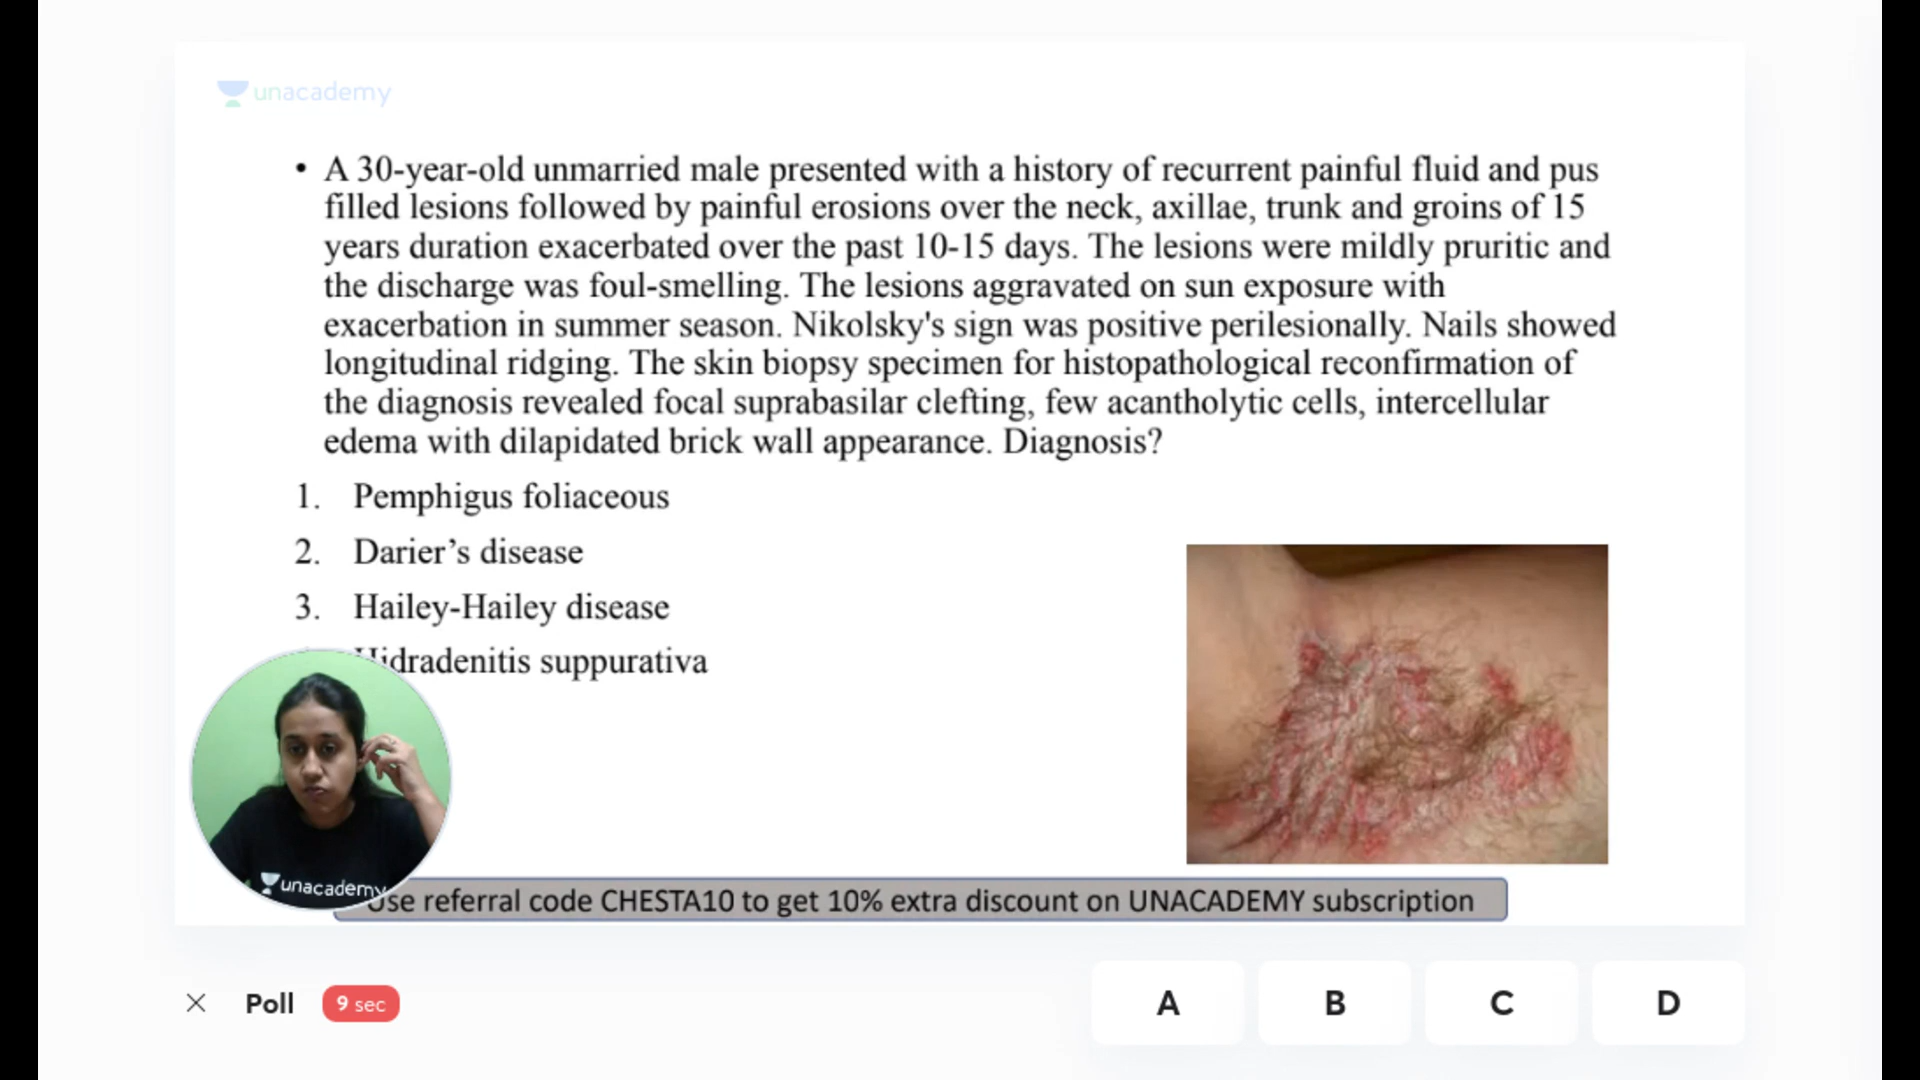 unacademy
• A 30-year-old unmarried male presented with a history of recurrent painful fluid and pus
filled lesions followed by painful erosions over the neck, axillae, trunk and groins of 15
years duration exacerbated over the past 10-15 days. The lesions were mildly pruritic and
the discharge was foul-smelling. The lesions aggravated on sun exposure with
exacerbation in summer season. Nikolsky's sign was positive perilesionally. Nails showed
longitudinal ridging. The skin biopsy specimen for histopathological reconfirmation of
the diagnosis revealed focal suprabasilar clefting, few acantholytic cells, intercellular
edema with dilapidated brick wall appearance. Diagnosis?
1. Pemphigus foliaceous
2. Darier’s disease
3. Hailey-Hailey disease
Hidradenitis suppurativa
unacademy
Use referral code CHESTA10 to get 10% extra discount on UNACADEMY subscription
Poll 9 sec A B C D